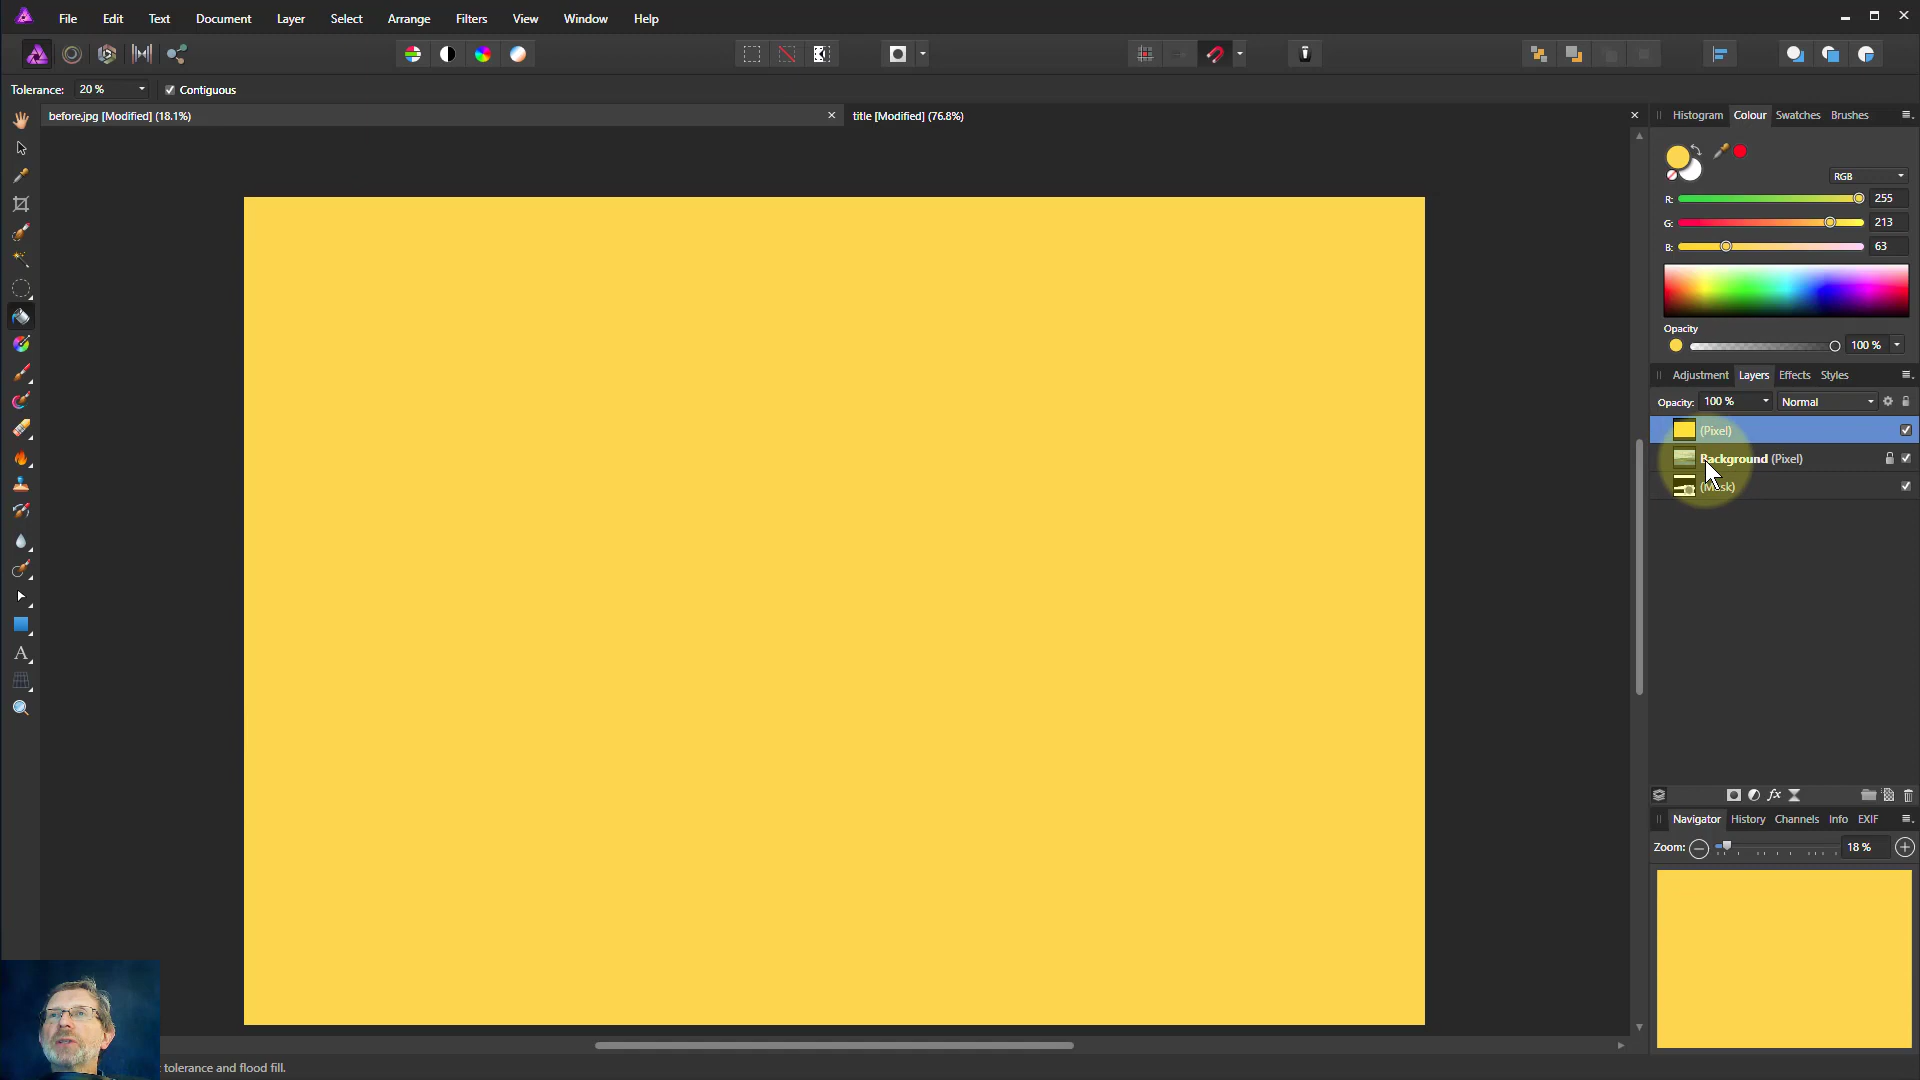 File Edit Text Document Layer Select Arrange Filters View Window Help
Tolerance: 20 % Contiguous
before.jpg [Modified] (18.1%) title [Modified] (76.8%)
Histogram Colour Swatches Brushes
RGB
R: 255
G: 213
B: 63
Opacity
100 %
Adjustment Layers Effects Styles
Opacity: 100 % Normal
(Pixel)
Background (Pixel)
(Mask)
fx
Navigator History Channels Info EXIF
Zoom: 18 %
A
tolerance and flood fill.